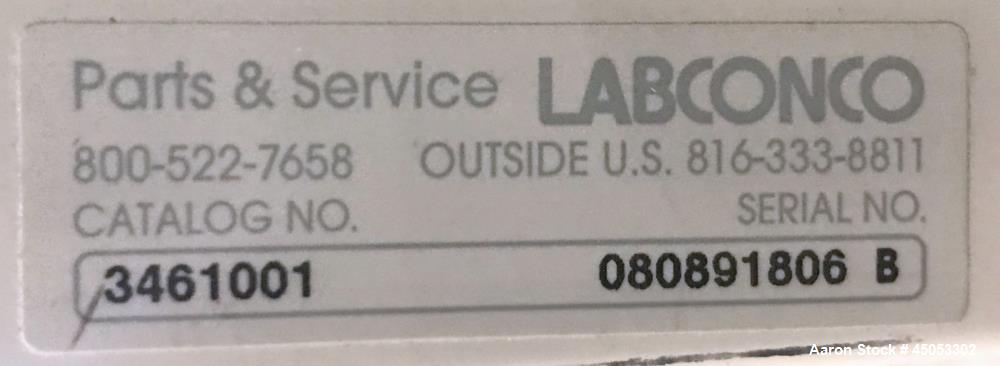 Parts & Service LABCONCO
800-522-7658 OUTSIDE U.S. 816-333-8811
CATALOG NO. SERIAL NO.
3461001 080891806 B
Aaron Stock # 45053302